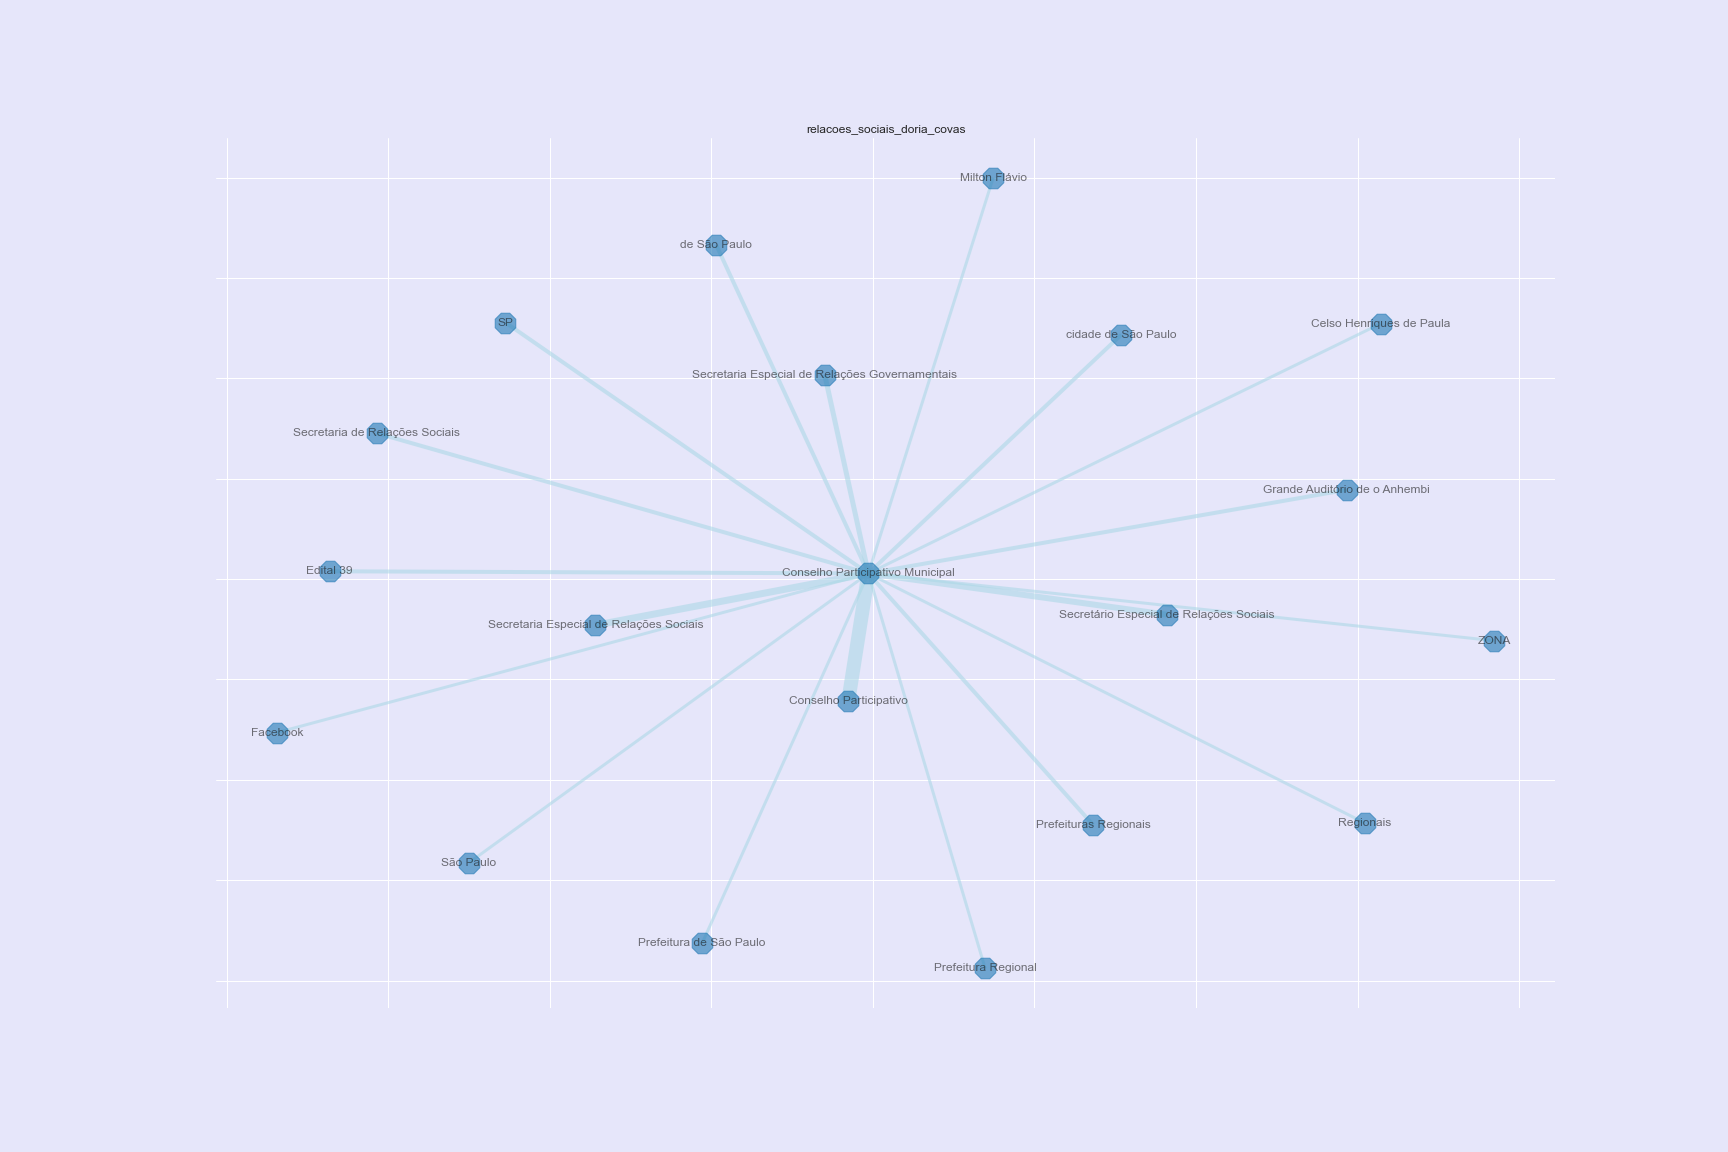 relacoes_sociais_doria_covas
Milton Flávio
de São Paulo
SP
Celso Henriques de Paula
cidade de São Paulo
Secretaria Especial de Relações Governamentais
Secretaria de Relações Sociais
Grande Auditório de o Anhembi
Edital 39
Conselho Participativo Municipal
Secretário Especial de Relações Sociais
Secretaria Especial de Relações Sociais
ZONA
Conselho Participativo
Facebook
Regionais
Prefeituras Regionais
São Paulo
Prefeitura de São Paulo
Prefeitura Regional